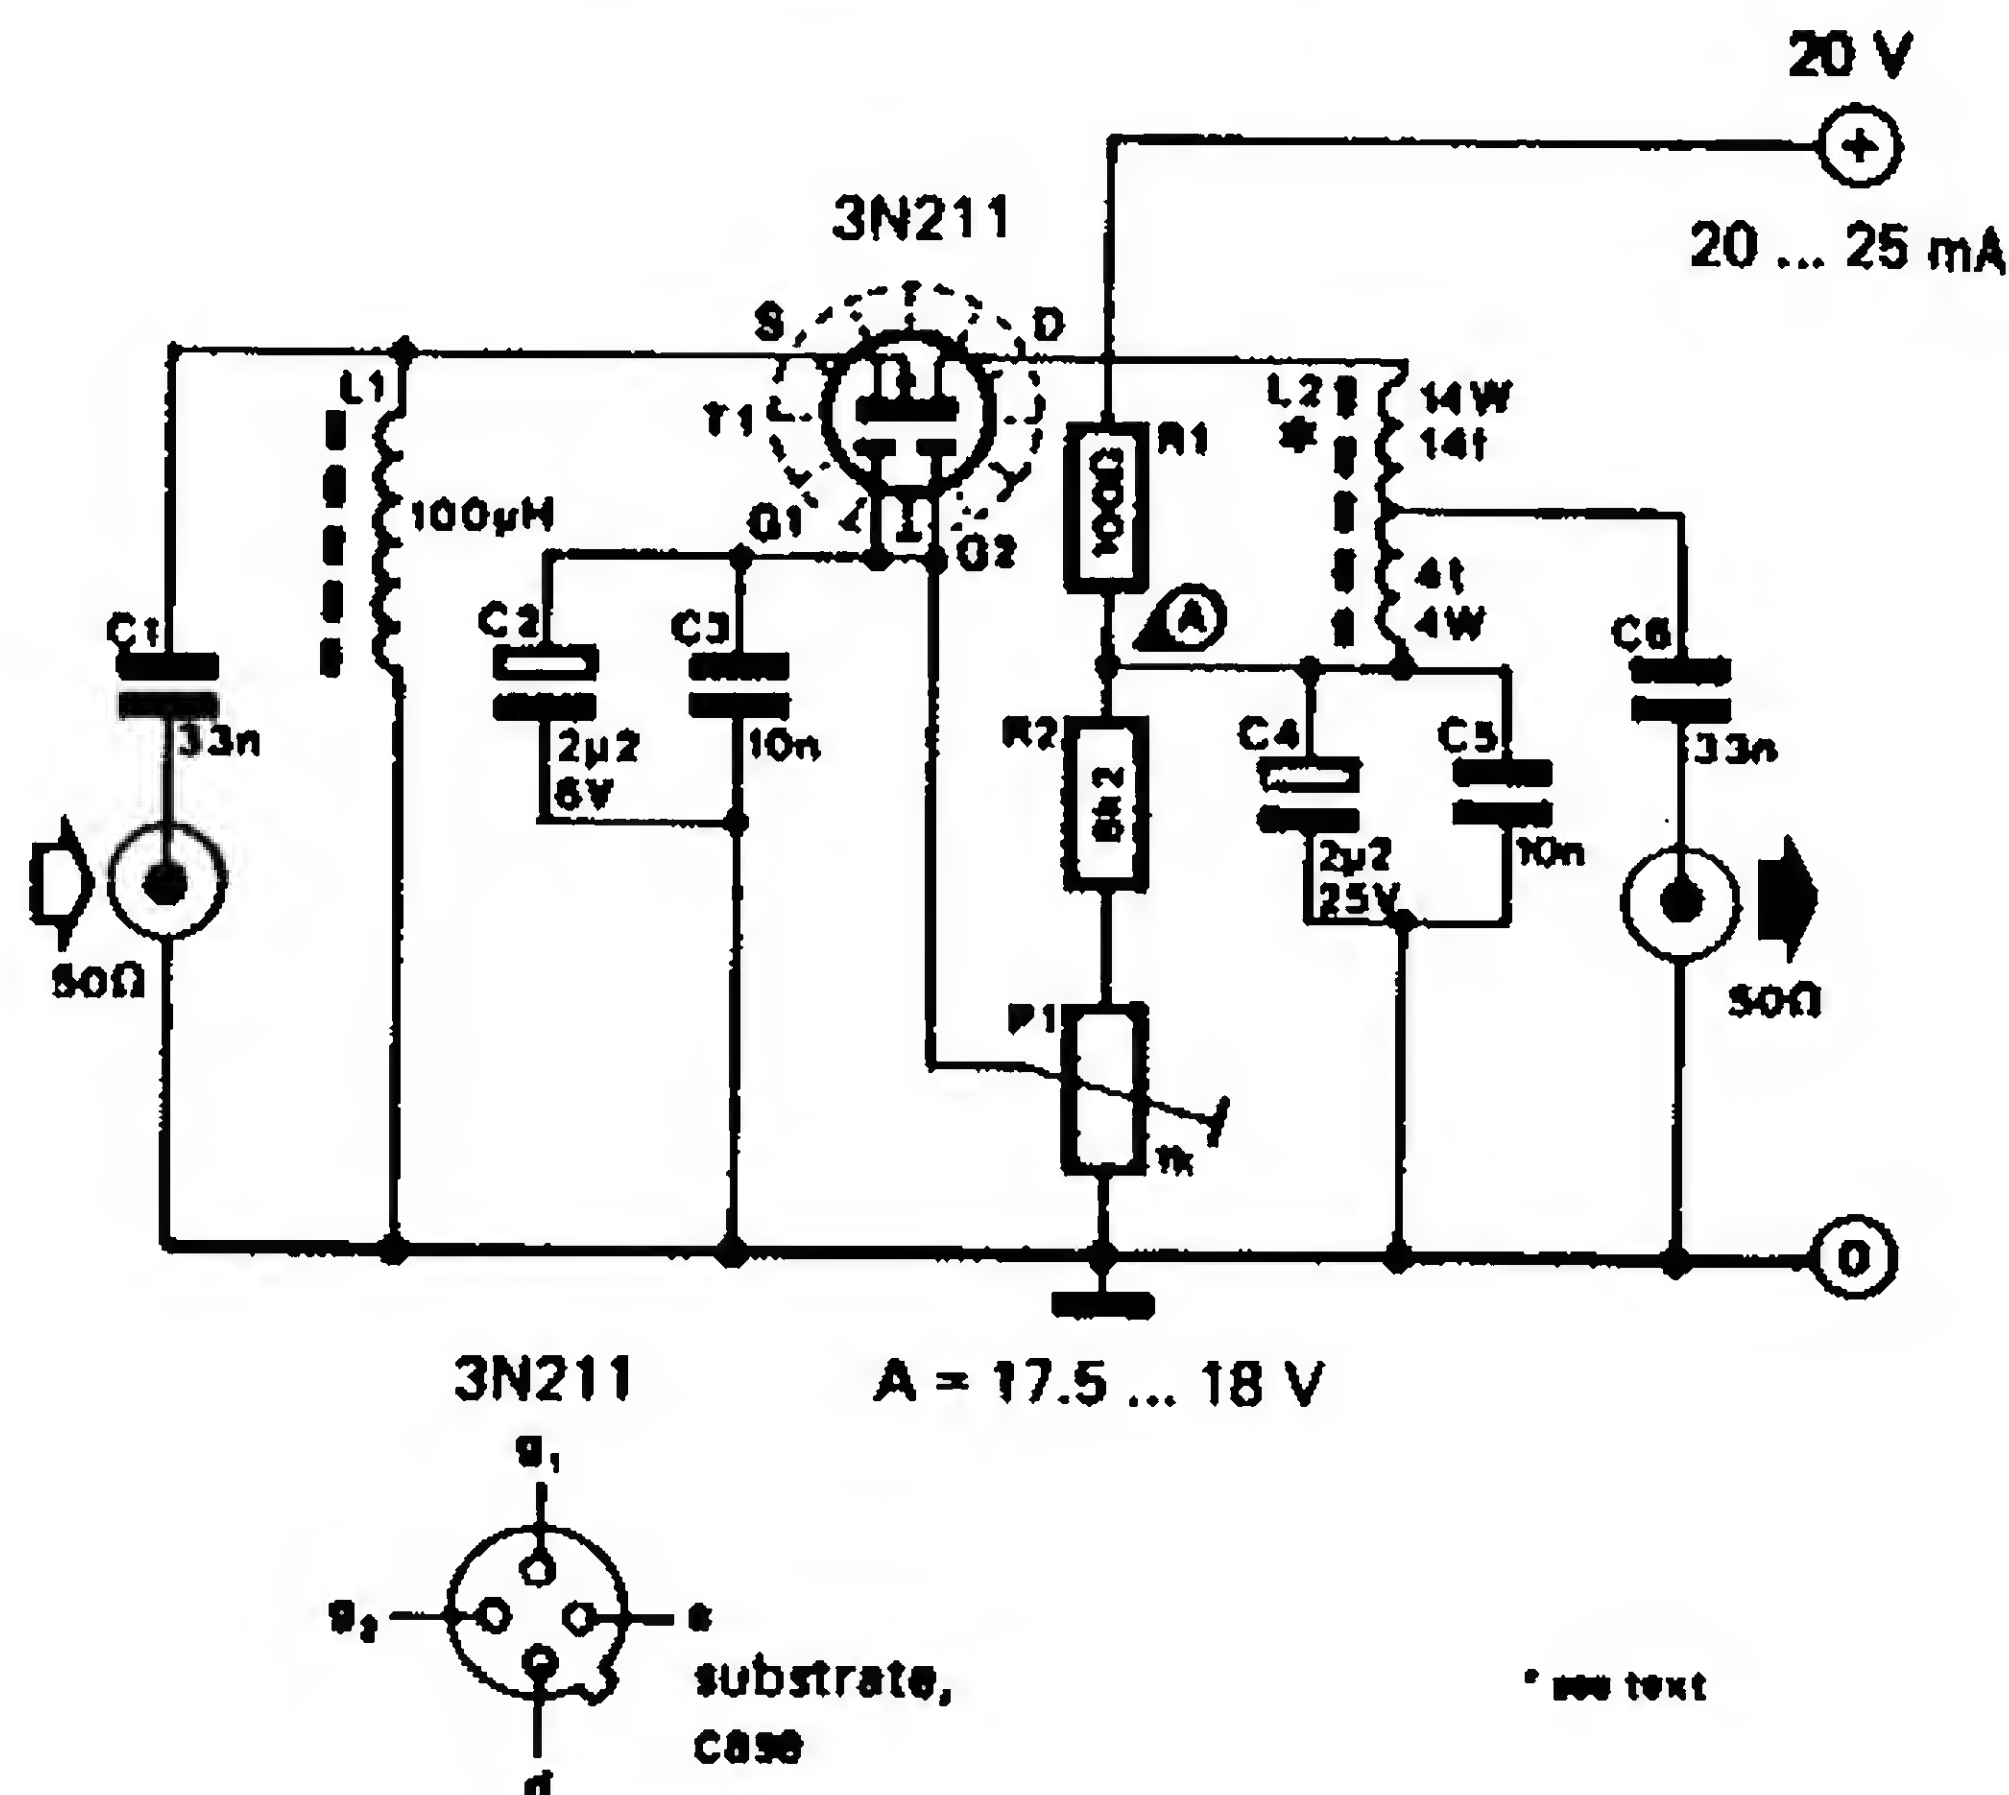 20 V
+
20 ... 25 mA
3N211
S
D
T1
G1
G2
L1
100µH
R1
100Ω
L2
*
14W
14t
4t
4W
A
C1
33n
C2
2µ2
6V
C3
10n
R2
6k2
C4
2µ2
25V
C5
10n
C6
33n
50Ω
50Ω
P1
1k
0
3N211
A = 17.5 ... 18 V
g1
g2
s
substrate,
case
d
* see text